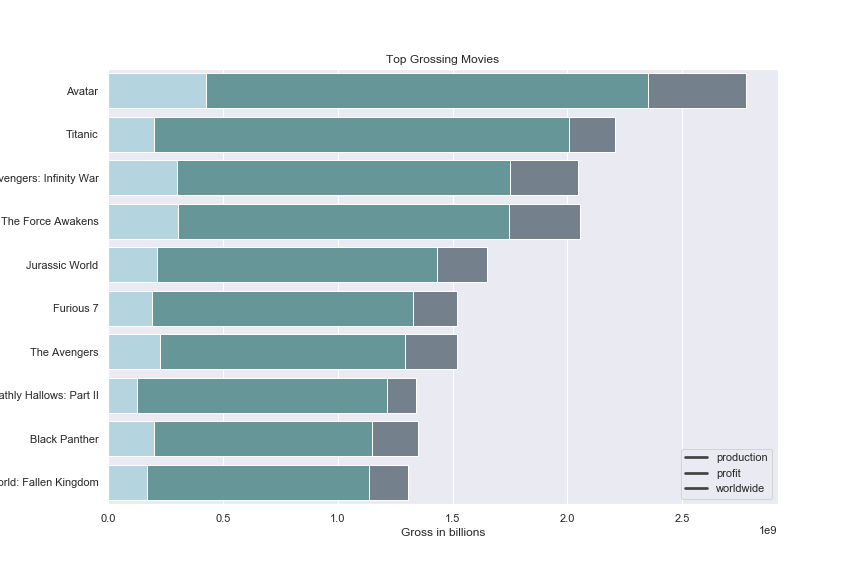 Top Grossing Movies
Avatar
Titanic
vengers: Infinity War
The Force Awakens
Jurassic World
Furious 7
The Avengers
athly Hallows: Part II
Black Panther
orld: Fallen Kingdom
production
profit
worldwide
0.0 0.5 1.0 1.5 2.0 2.5
1e9
Gross in billions